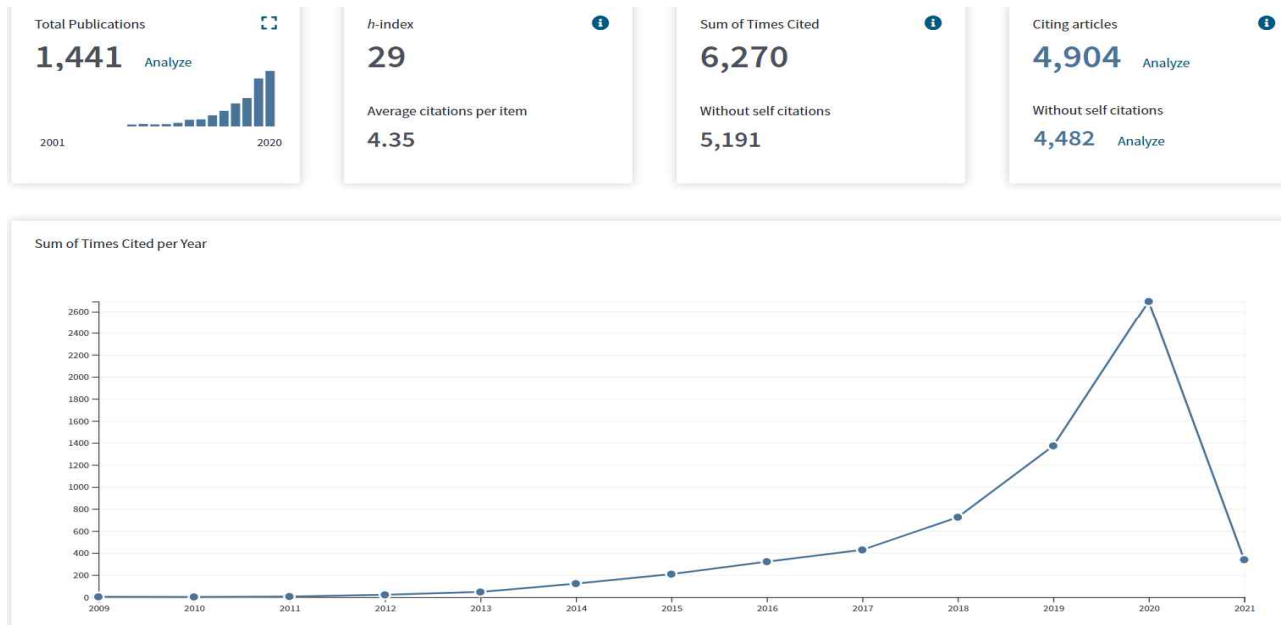 Total Publications
1,441 Analyze
2001 2020
h-index
29
Average citations per item
4.35
Sum of Times Cited
6,270
Without self citations
5,191
Citing articles
4,904 Analyze
Without self citations
4,482 Analyze
Sum of Times Cited per Year
2600
2400
2200
2000
1800
1600
1400
1200
1000
800
600
400
200
0
2009 2010 2011 2012 2013 2014 2015 2016 2017 2018 2019 2020 2021